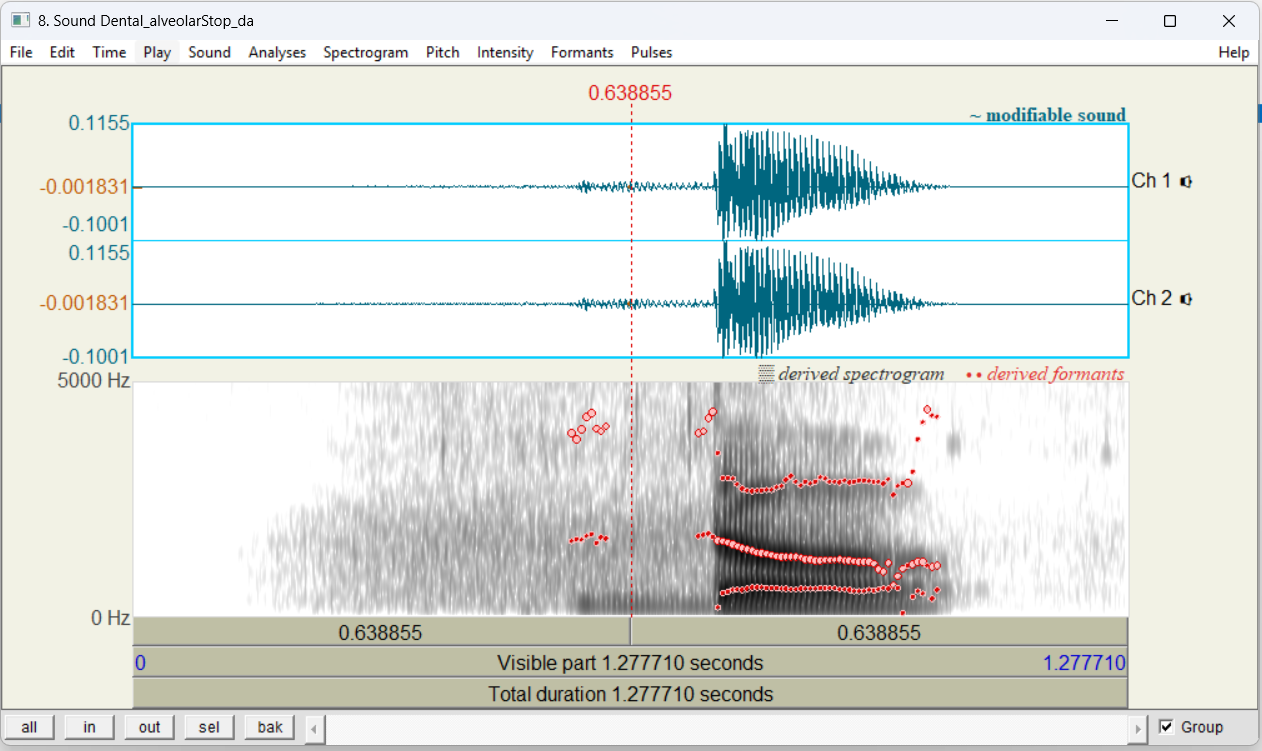 8. Sound Dental_alveolarStop_da
File Edit Time Play Sound Analyses Spectrogram Pitch Intensity Formants Pulses Help
0.638855
~ modifiable sound
0.1155
-0.001831
Ch 1
-0.1001
0.1155
-0.001831
Ch 2
-0.1001
derived spectrogram
derived formants
5000 Hz
0 Hz
0.638855 0.638855
0 Visible part 1.277710 seconds 1.277710
Total duration 1.277710 seconds
all in out sel bak Group